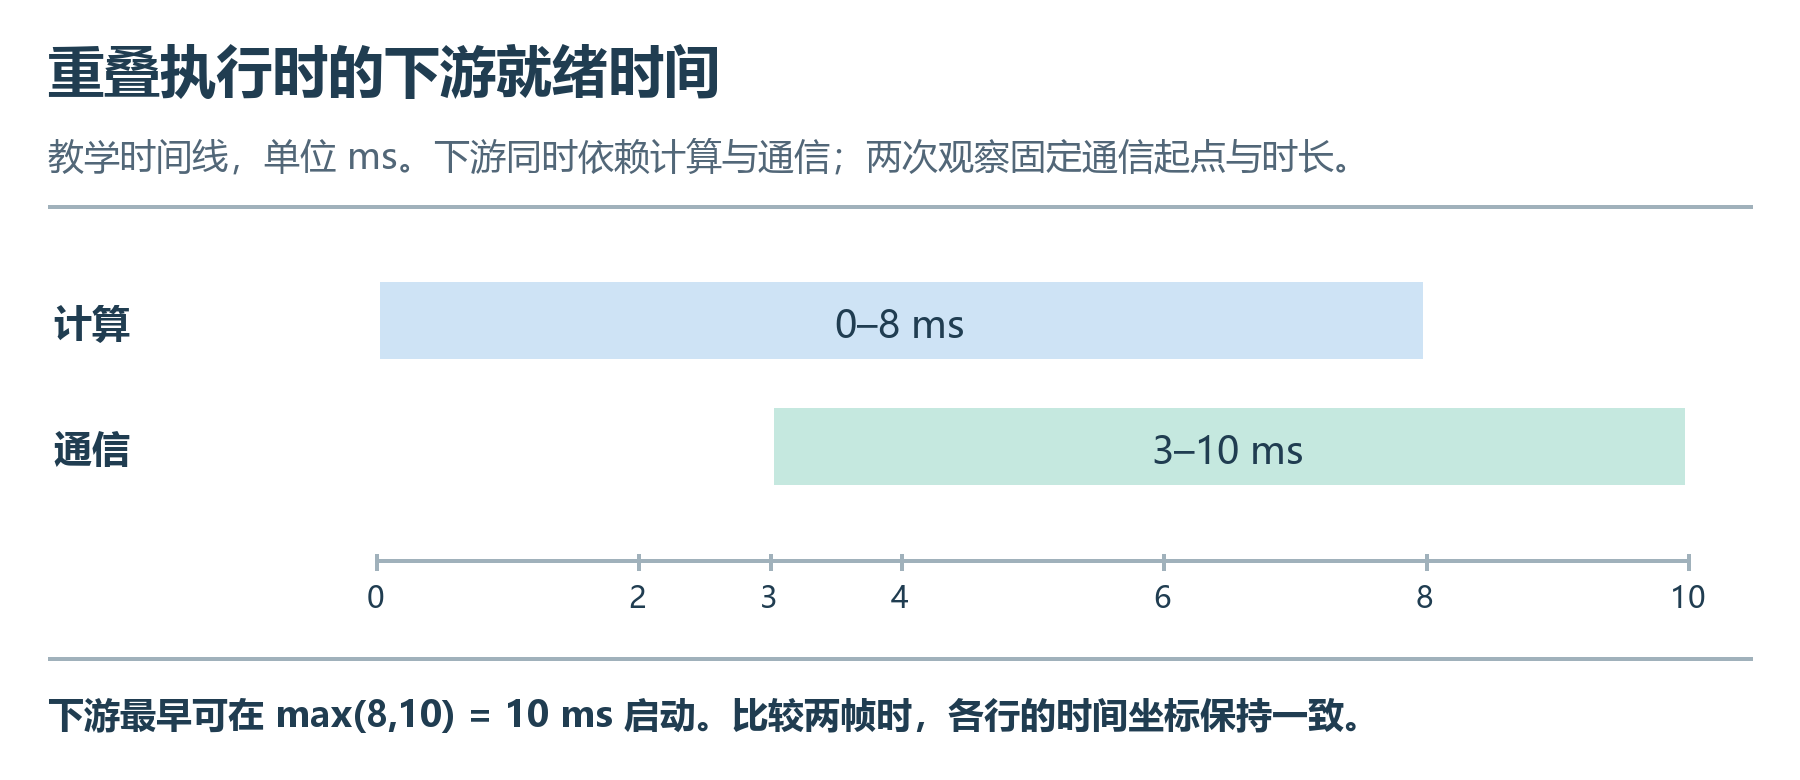 重叠执行时的下游就绪时间
教学时间线，单位 ms。下游同时依赖计算与通信；两次观察固定通信起点与时长。
计算
0–8 ms
通信
3–10 ms
0 2 3 4 6 8 10
下游最早可在 max(8,10) = 10 ms 启动。比较两帧时，各行的时间坐标保持一致。